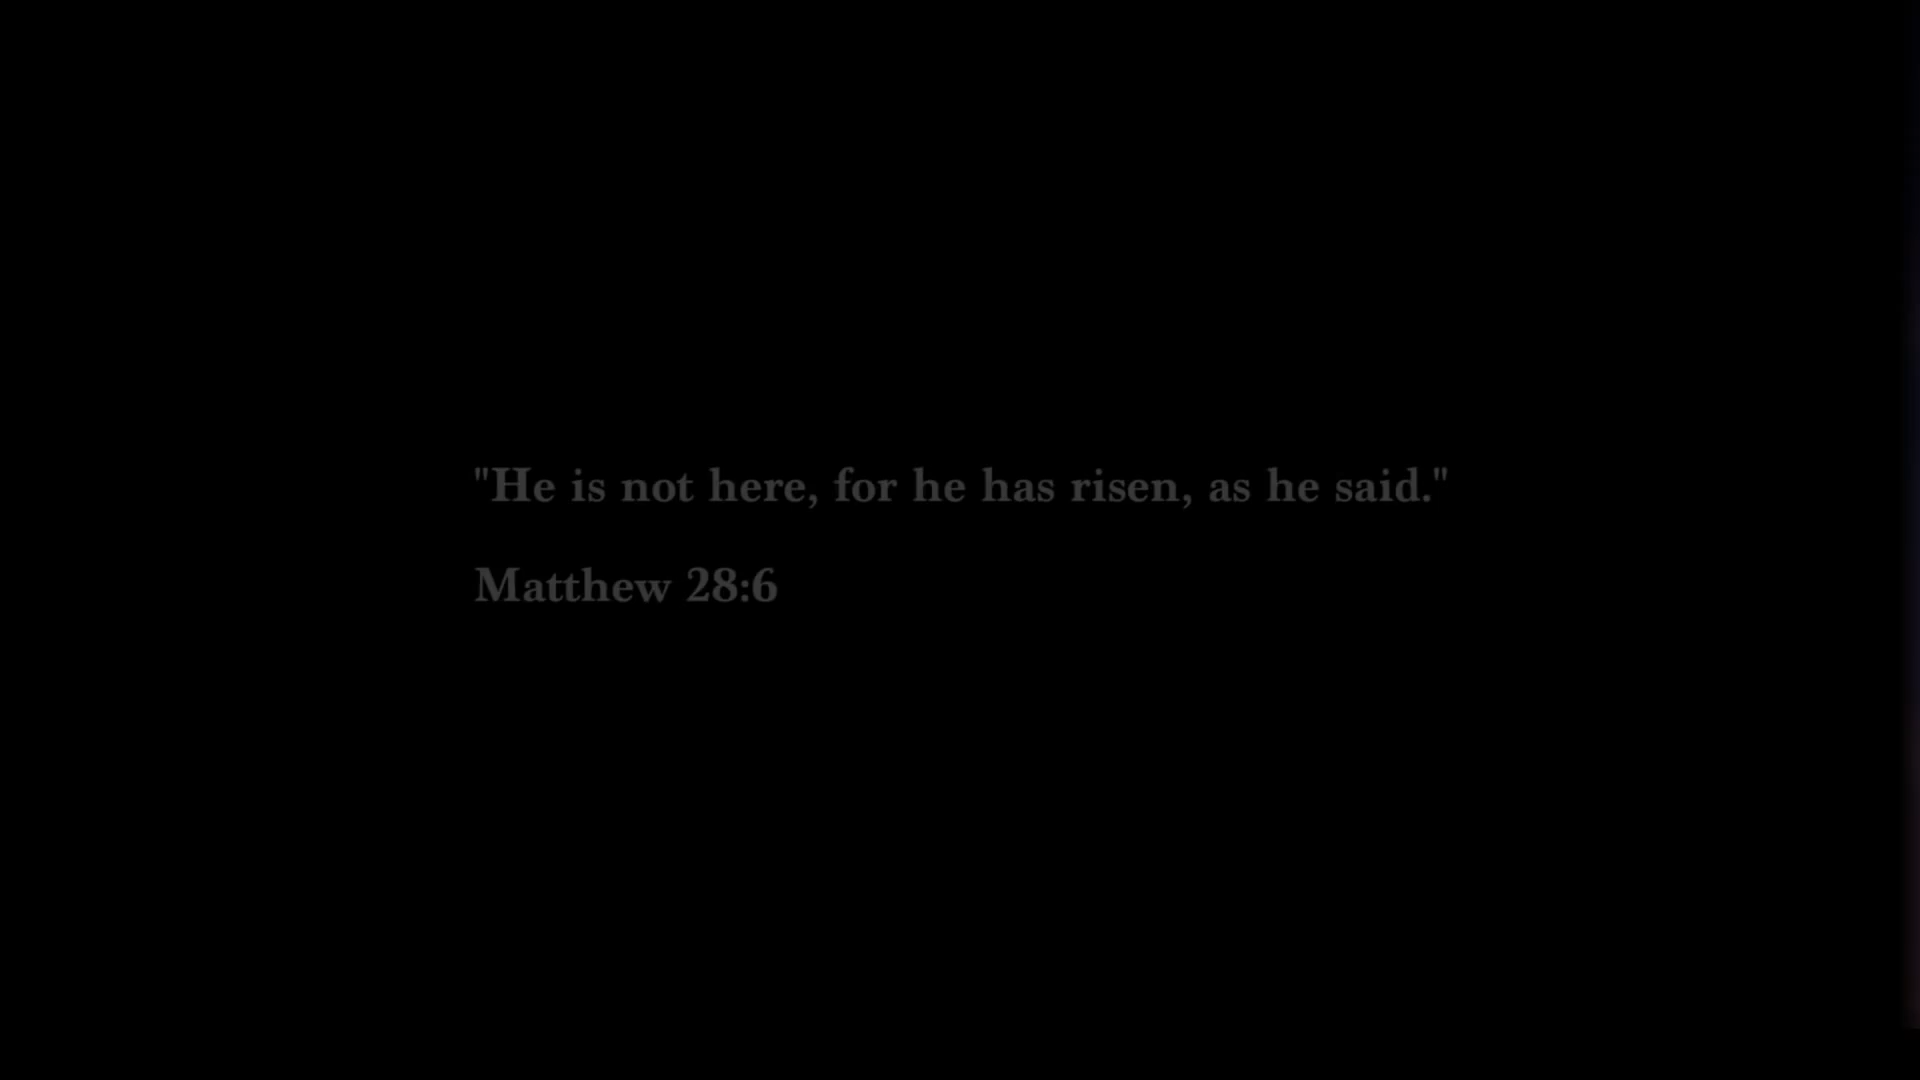 "He is not here, for he has risen, as he said."
Matthew 28:6